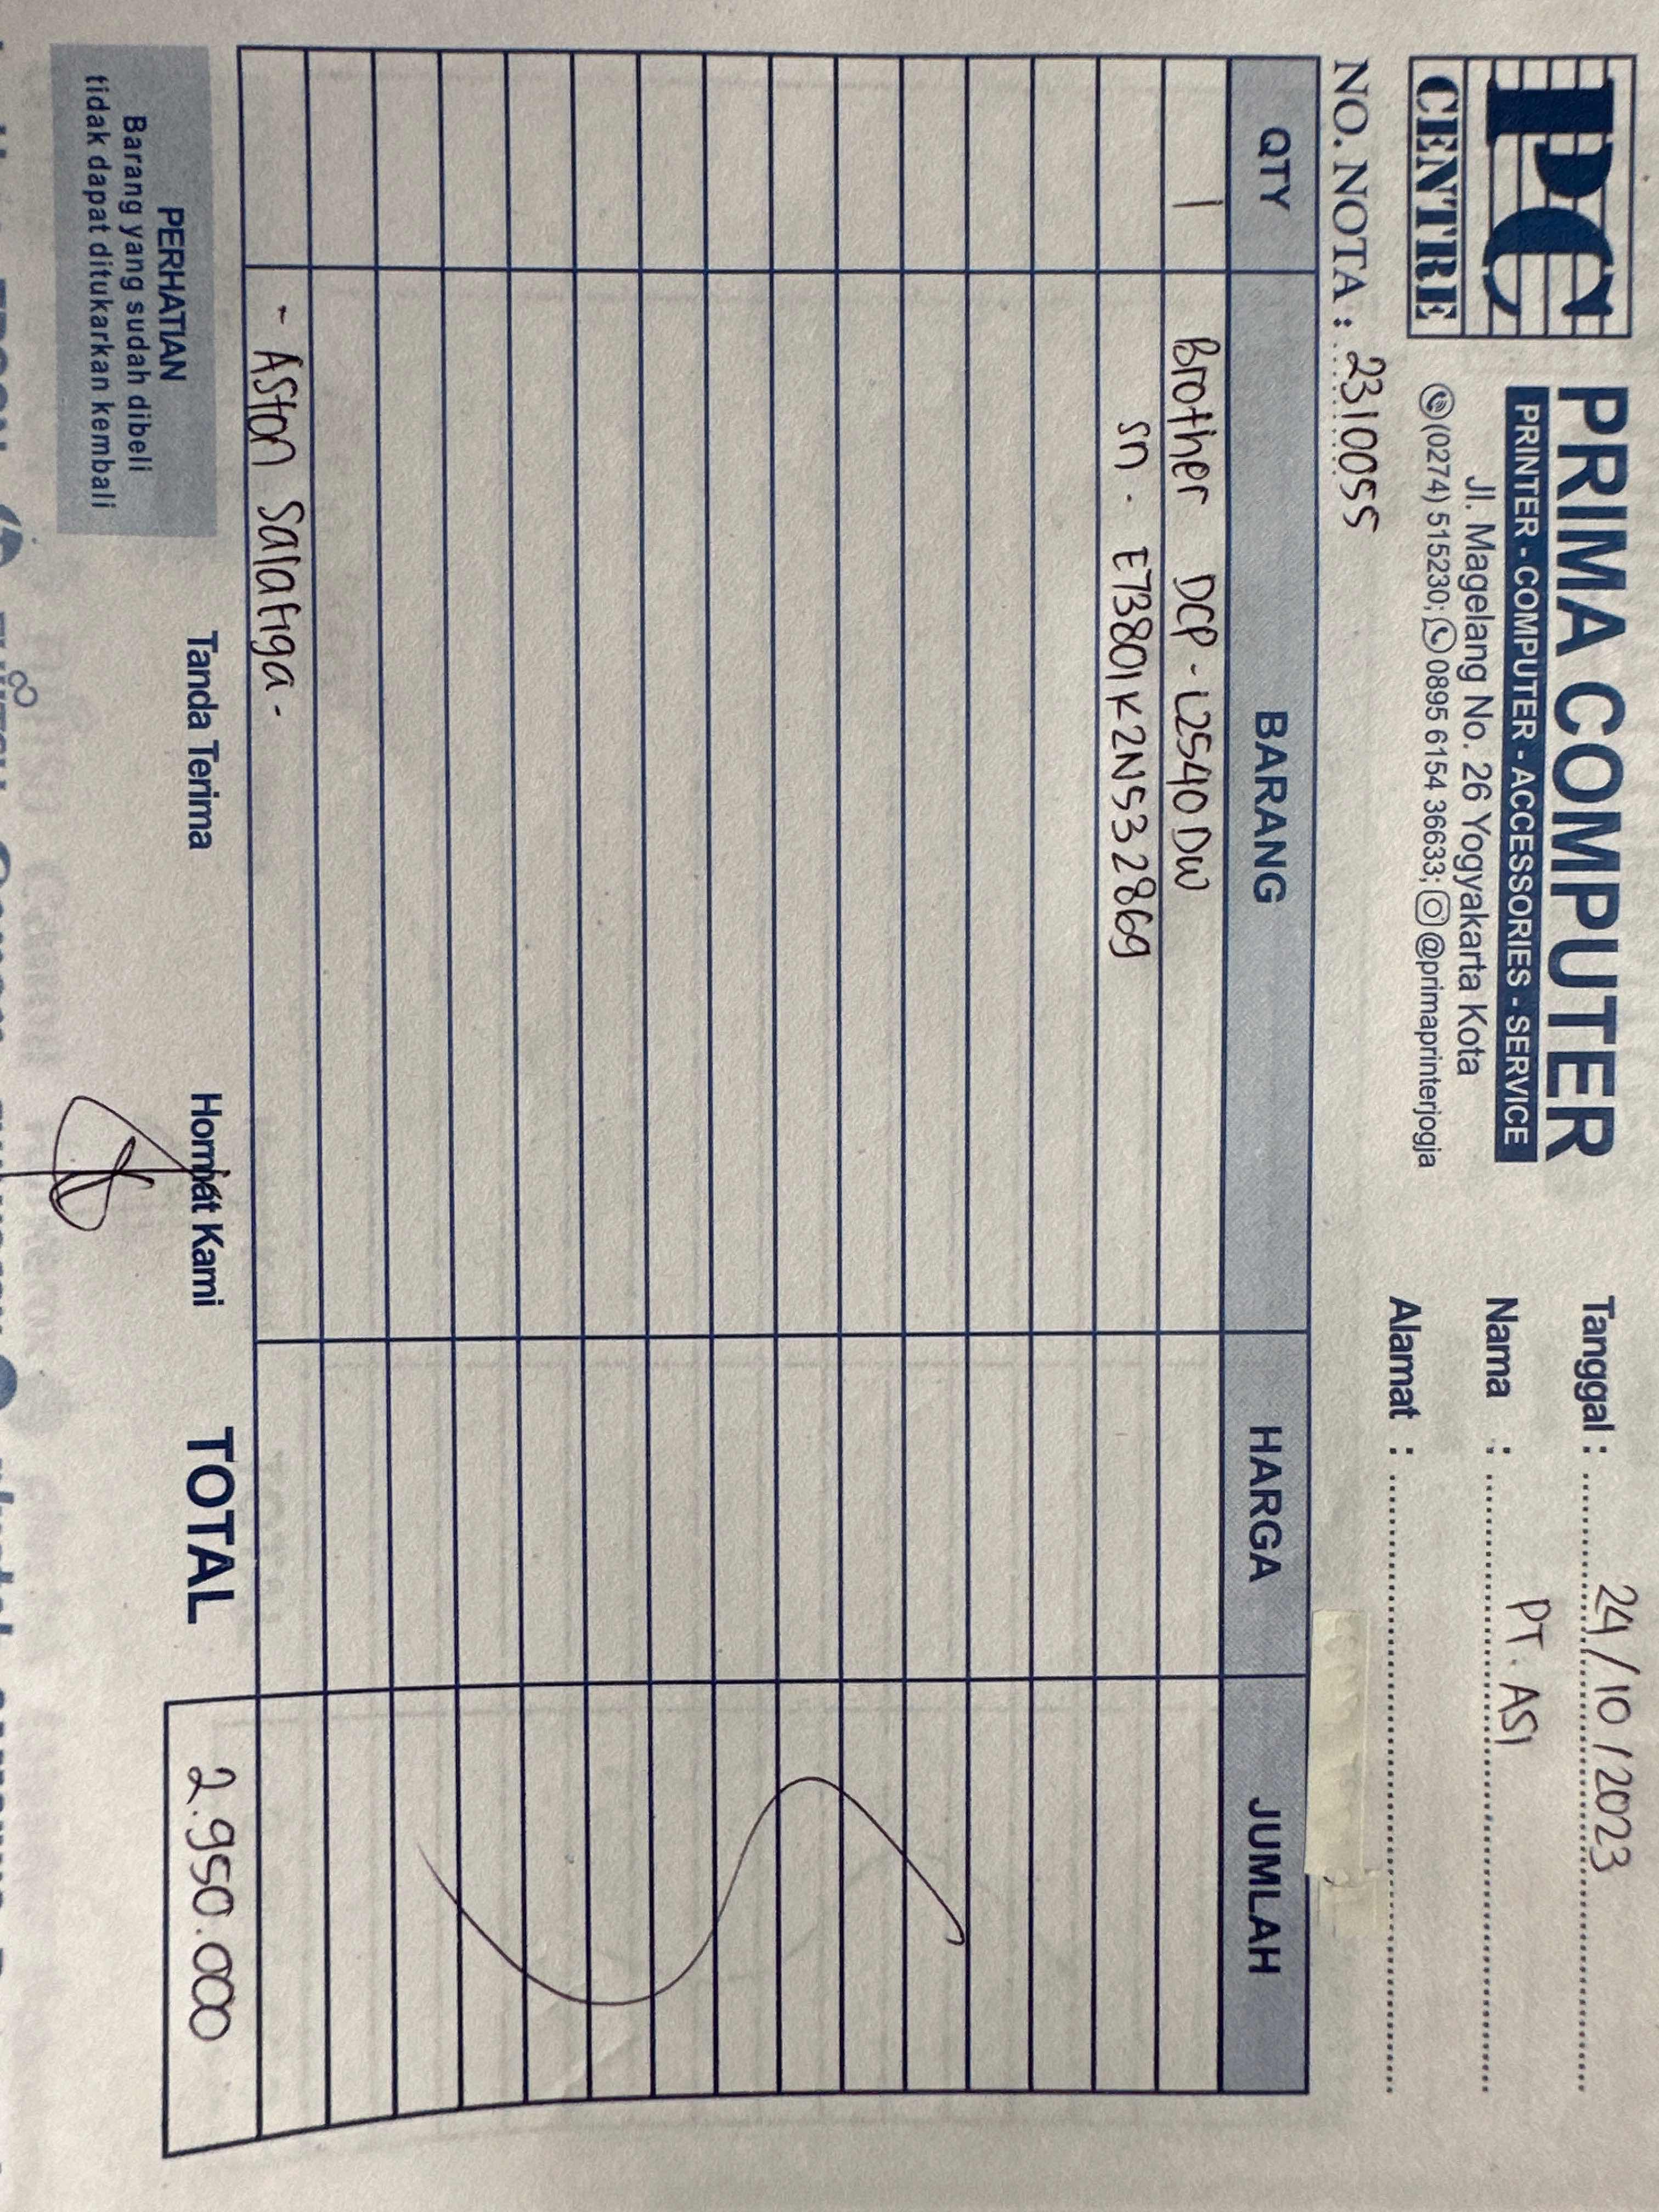 PC
CENTRE
PRIMA COMPUTER
PRINTER - COMPUTER - ACCESSORIES - SERVICE
Jl. Magelang No. 26 Yogyakarta Kota
(0274) 515230; 0895 6154 36633; @primaprinterjogja
Tanggal : 24/10/2023
Nama : PT. ASI
Alamat :
NO. NOTA : 2310055
QTY BARANG HARGA JUMLAH
1 Brother DCP-L2540DW
sn. E73801K2N532869
- Aston Salatiga -
PERHATIAN
Barang yang sudah dibeli
tidak dapat ditukarkan kembali
Tanda Terima
Hormat Kami
TOTAL 2.950.000